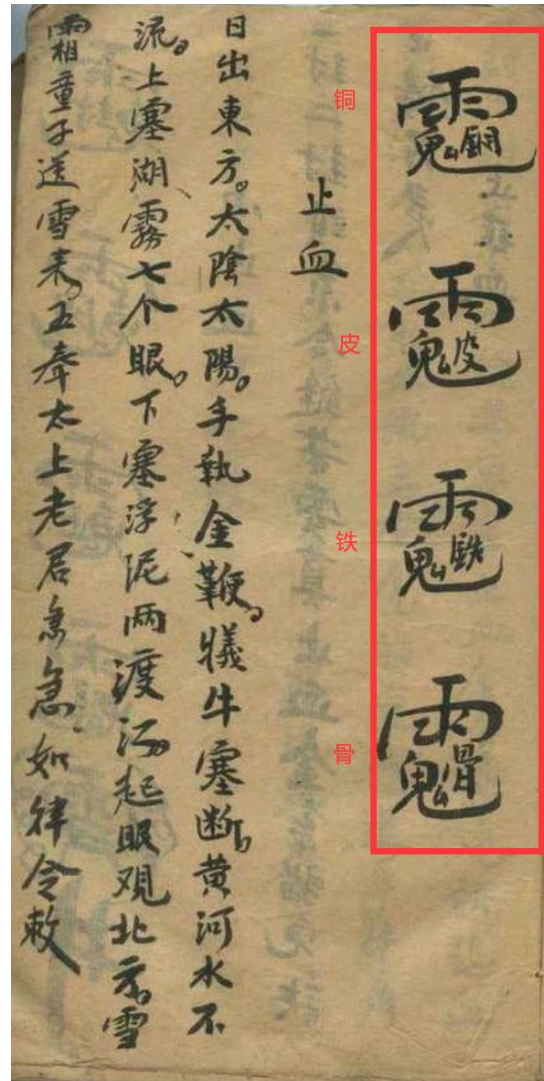 铜
皮
铁
骨
止血
日出東方。太陰太陽。手執金鞭。犠牛塞断。黄河水不
流。上塞湖、霧七个眼。下塞浮泥两渡河。起眼观北方。雪
霜童子送雪来。五奉太上老君急急如律令敕